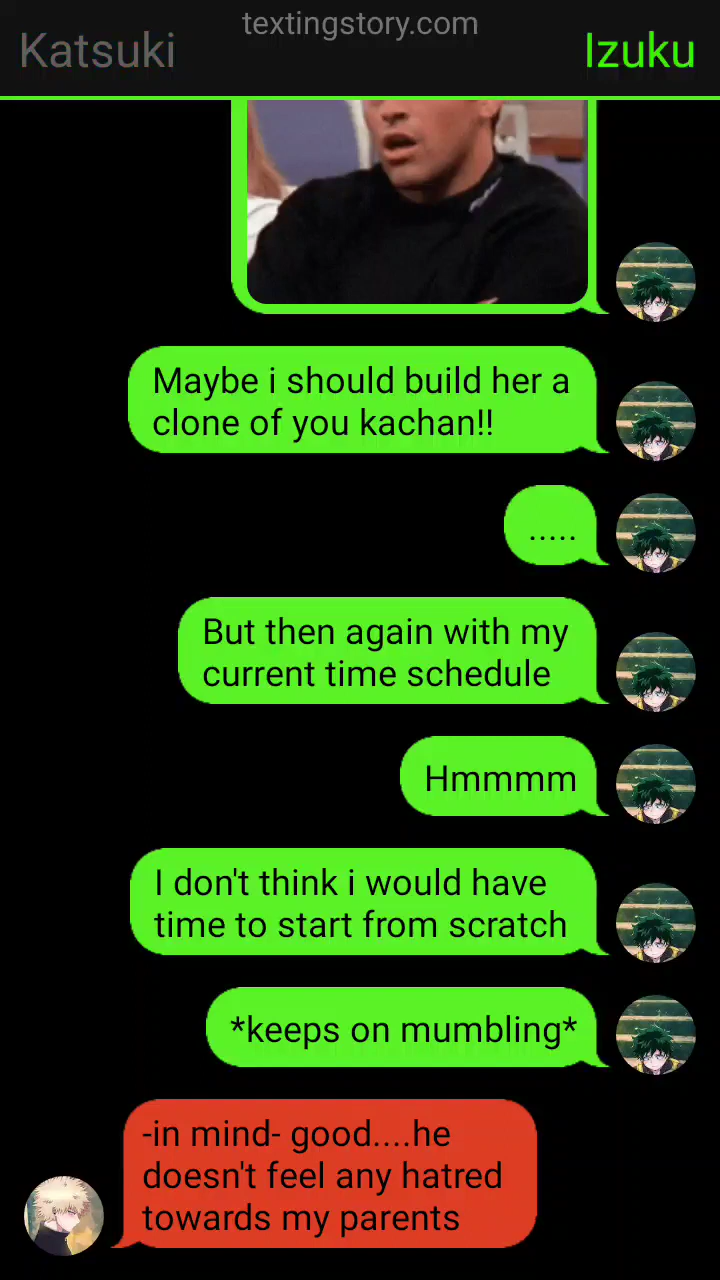 textingstory.com
Katsuki
Izuku
Maybe i should build her a
clone of you kachan!!
.....
But then again with my
current time schedule
Hmmmm
I don't think i would have
time to start from scratch
*keeps on mumbling*
-in mind- good....he
doesn't feel any hatred
towards my parents